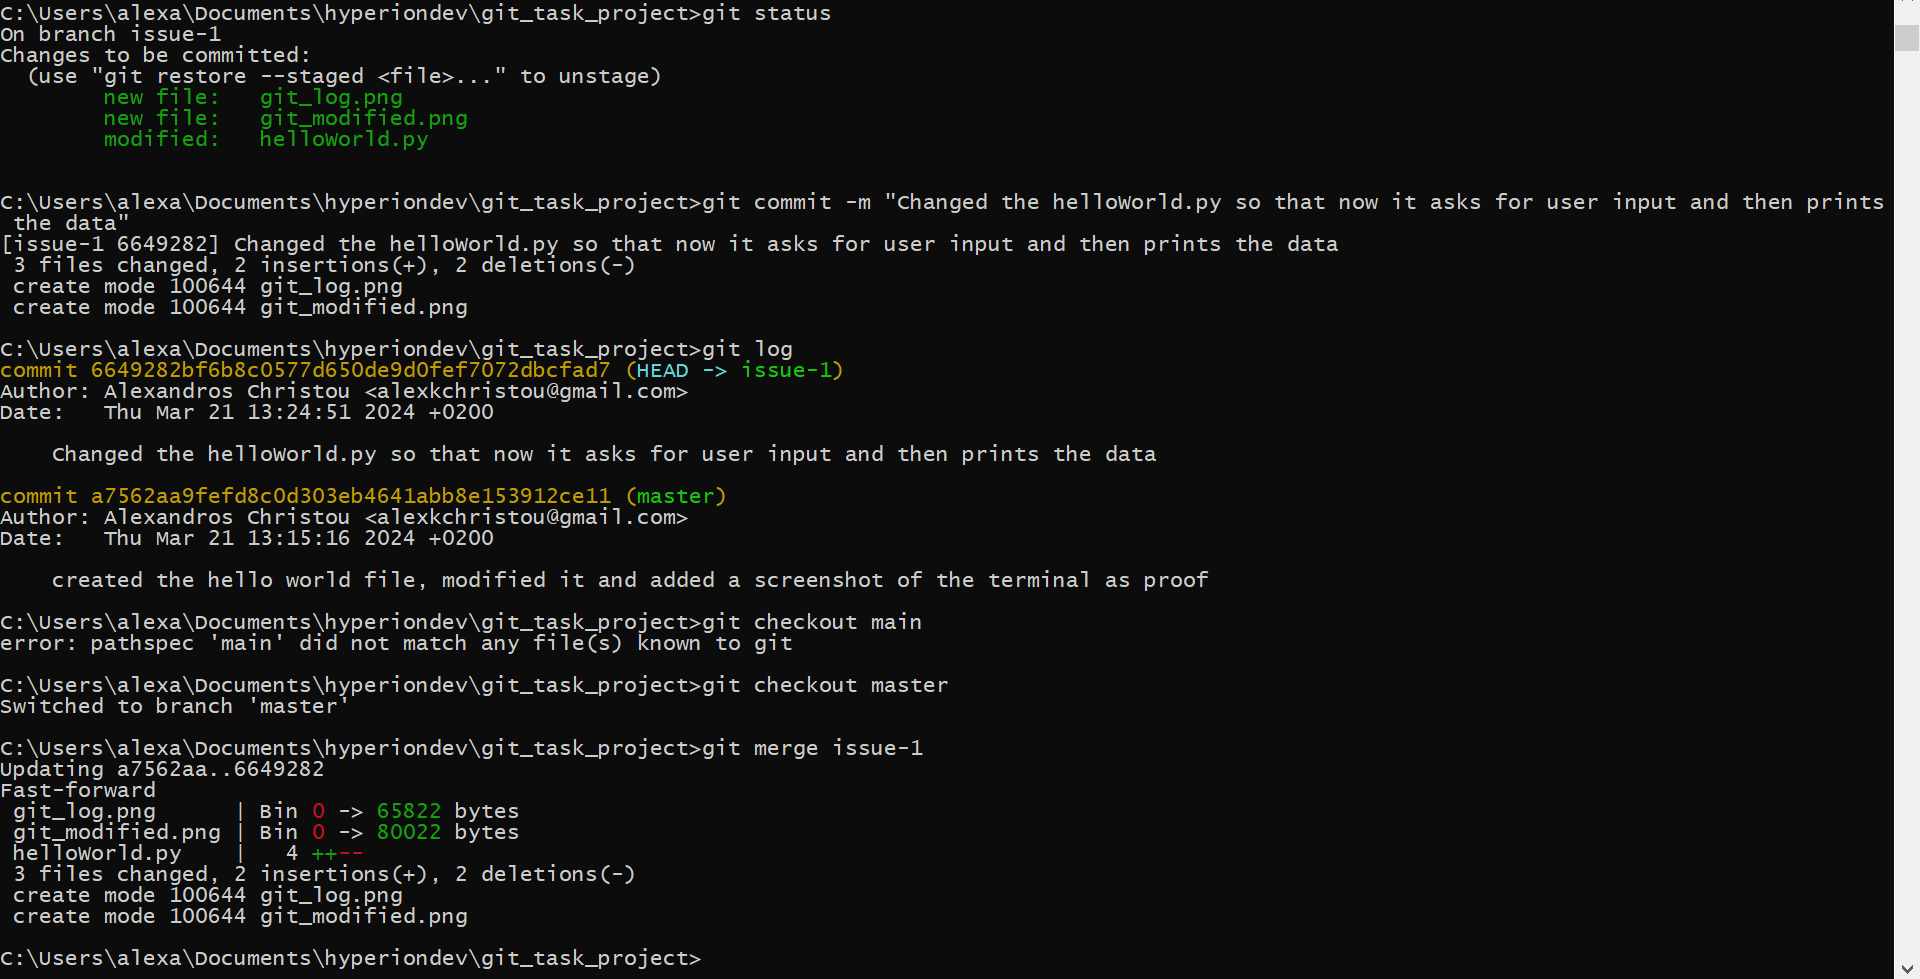 C:\Users\alexa\Documents\hyperiondev\git_task_project>git status
On branch issue-1
Changes to be committed:
  (use "git restore --staged <file>..." to unstage)
        new file:   git_log.png
        new file:   git_modified.png
        modified:   helloWorld.py
C:\Users\alexa\Documents\hyperiondev\git_task_project>git commit -m "Changed the helloWorld.py so that now it asks for user input and then prints
 the data"
[issue-1 6649282] Changed the helloWorld.py so that now it asks for user input and then prints the data
 3 files changed, 2 insertions(+), 2 deletions(-)
 create mode 100644 git_log.png
 create mode 100644 git_modified.png
C:\Users\alexa\Documents\hyperiondev\git_task_project>git log
commit 6649282bf6b8c0577d650de9d0fef7072dbcfad7 (HEAD -> issue-1)
Author: Alexandros Christou <alexkchristou@gmail.com>
Date:   Thu Mar 21 13:24:51 2024 +0200
    Changed the helloWorld.py so that now it asks for user input and then prints the data
commit a7562aa9fefd8c0d303eb4641abb8e153912ce11 (master)
Author: Alexandros Christou <alexkchristou@gmail.com>
Date:   Thu Mar 21 13:15:16 2024 +0200
    created the hello world file, modified it and added a screenshot of the terminal as proof
C:\Users\alexa\Documents\hyperiondev\git_task_project>git checkout main
error: pathspec 'main' did not match any file(s) known to git
C:\Users\alexa\Documents\hyperiondev\git_task_project>git checkout master
Switched to branch 'master'
C:\Users\alexa\Documents\hyperiondev\git_task_project>git merge issue-1
Updating a7562aa..6649282
Fast-forward
 git_log.png      | Bin 0 -> 65822 bytes
 git_modified.png | Bin 0 -> 80022 bytes
 helloWorld.py    |   4 ++--
 3 files changed, 2 insertions(+), 2 deletions(-)
 create mode 100644 git_log.png
 create mode 100644 git_modified.png
C:\Users\alexa\Documents\hyperiondev\git_task_project>